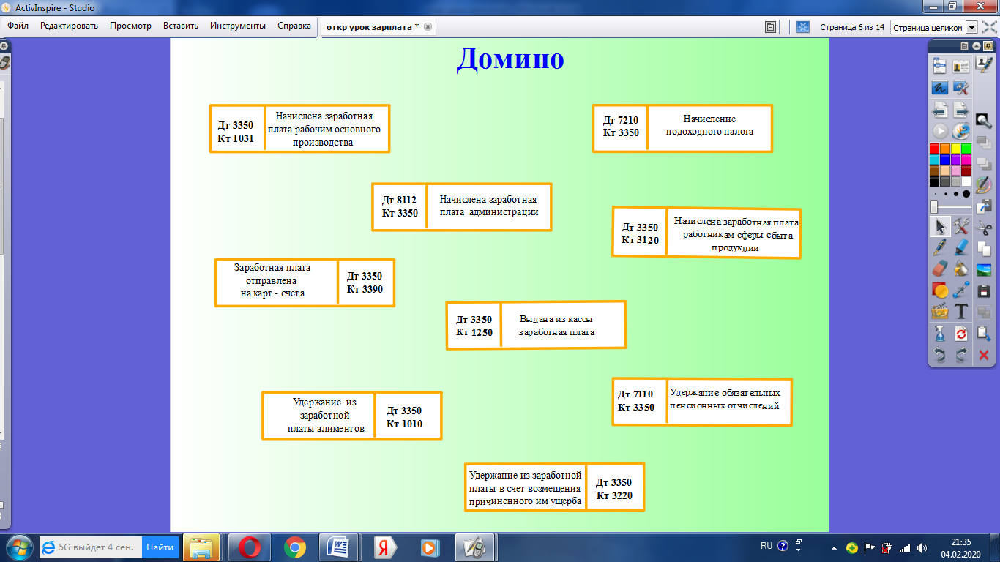 ActivInspire - Studio
Файл Редактировать Просмотр Вставить Инструменты Справка
откр урок зарплата *
Страница 6 из 14
Страница целиком
Домино
Дт 3350
Кт 1031
Начислена заработная
плата рабочим основного
производства
Дт 7210
Кт 3350
Начисление
подоходного налога
Дт 8112
Кт 3350
Начислена заработная
плата администрации
Дт 3350
Кт 3120
Начислена заработная плата
работникам сферы сбыта
продукции
Заработная плата
отправлена
на карт - счета
Дт 3350
Кт 3390
Дт 3350
Кт 1250
Выдана из кассы
заработная плата
Удержание из
заработной
платы алиментов
Дт 3350
Кт 1010
Дт 7110
Кт 3350
Удержание обязательных
пенсионных отчислений
Удержание из заработной
платы в счет возмещения
причиненного им ущерба
Дт 3350
Кт 3220
5G выйдет 4 сен.
Найти
RU
21:35
04.02.2020